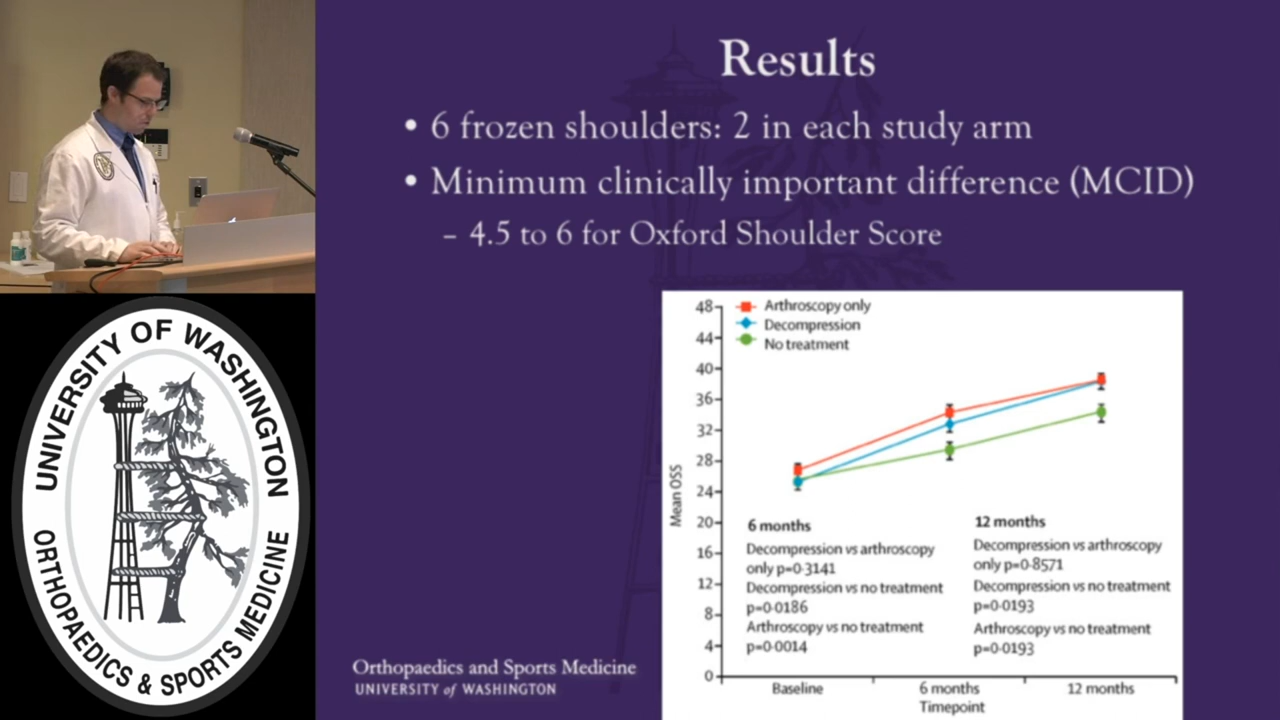 Results
• 6 frozen shoulders: 2 in each study arm
• Minimum clinically important difference (MCID)
– 4.5 to 6 for Oxford Shoulder Score
Arthroscopy only
Decompression
No treatment
48
44
40
36
32
28
24
20
16
12
8
4
0
Mean OSS
6 months
Decompression vs arthroscopy
only p=0·3141
Decompression vs no treatment
p=0·0186
Arthroscopy vs no treatment
p=0·0014
12 months
Decompression vs arthroscopy
only p=0·8571
Decompression vs no treatment
p=0·0193
Arthroscopy vs no treatment
p=0·0193
Baseline
6 months
12 months
Timepoint
Orthopaedics and Sports Medicine
UNIVERSITY of WASHINGTON
UNIVERSITY OF WASHINGTON
ORTHOPAEDICS & SPORTS MEDICINE